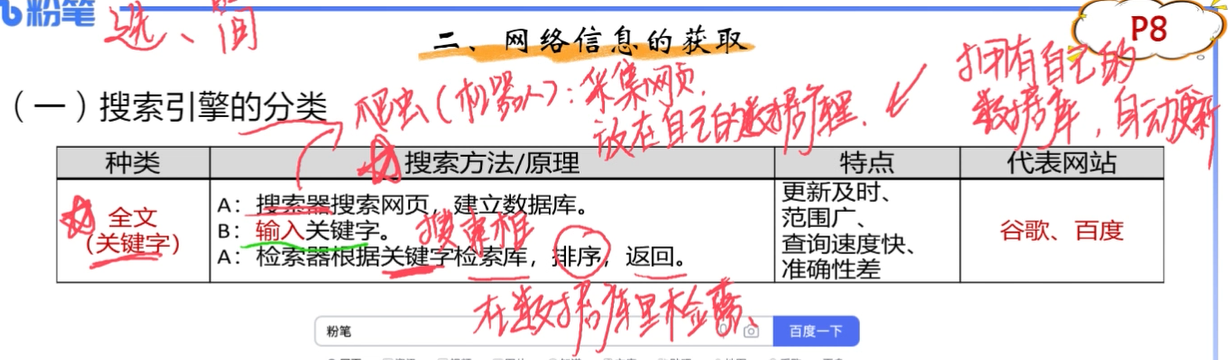 粉笔
选、简
P8
二、网络信息的获取
拥有自己的
数据库，自动更新
（一）搜索引擎的分类
爬虫（机器人）：采集网页，
放在自己的数据库里．
种类 搜索方法/原理 特点 代表网站
全文
（关键字）
A：搜索器搜索网页，建立数据库。
B：输入关键字。
搜索框
A：检索器根据关键字检索库，排序，返回。
更新及时、
范围广、
查询速度快、
准确性差
谷歌、百度
在数据库里检索、
粉笔
百度一下